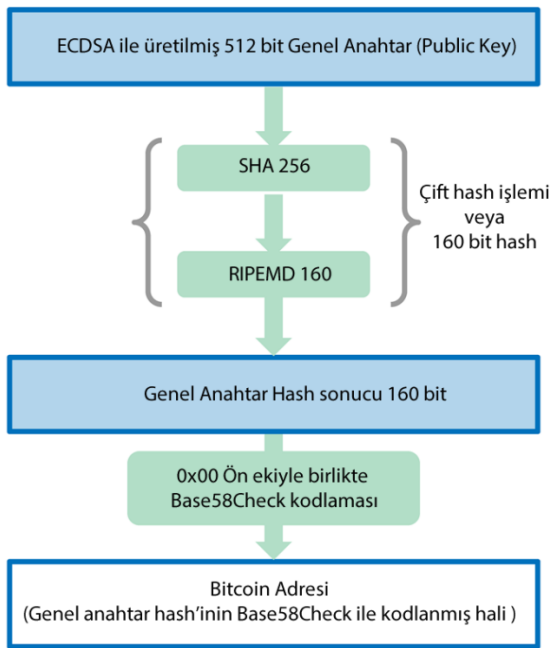 ECDSA ile üretilmiş 512 bit Genel Anahtar (Public Key)
SHA 256
Çift hash işlemi
veya
160 bit hash
RIPEMD 160
Genel Anahtar Hash sonucu 160 bit
0x00 Ön ekiyle birlikte
Base58Check kodlaması
Bitcoin Adresi
(Genel anahtar hash’inin Base58Check ile kodlanmış hali )